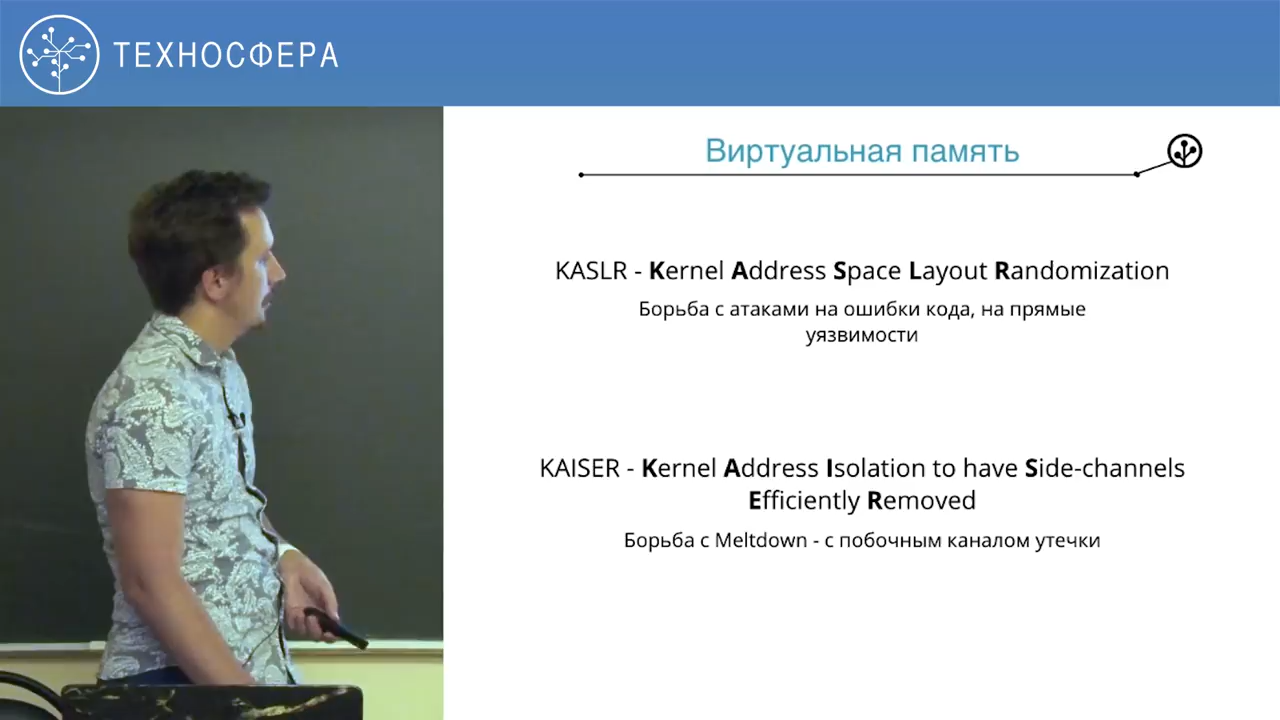 ТЕХНОСФЕРА
Виртуальная память
KASLR - Kernel Address Space Layout Randomization
Борьба с атаками на ошибки кода, на прямые
уязвимости
KAISER - Kernel Address Isolation to have Side-channels
Efficiently Removed
Борьба с Meltdown - с побочным каналом утечки